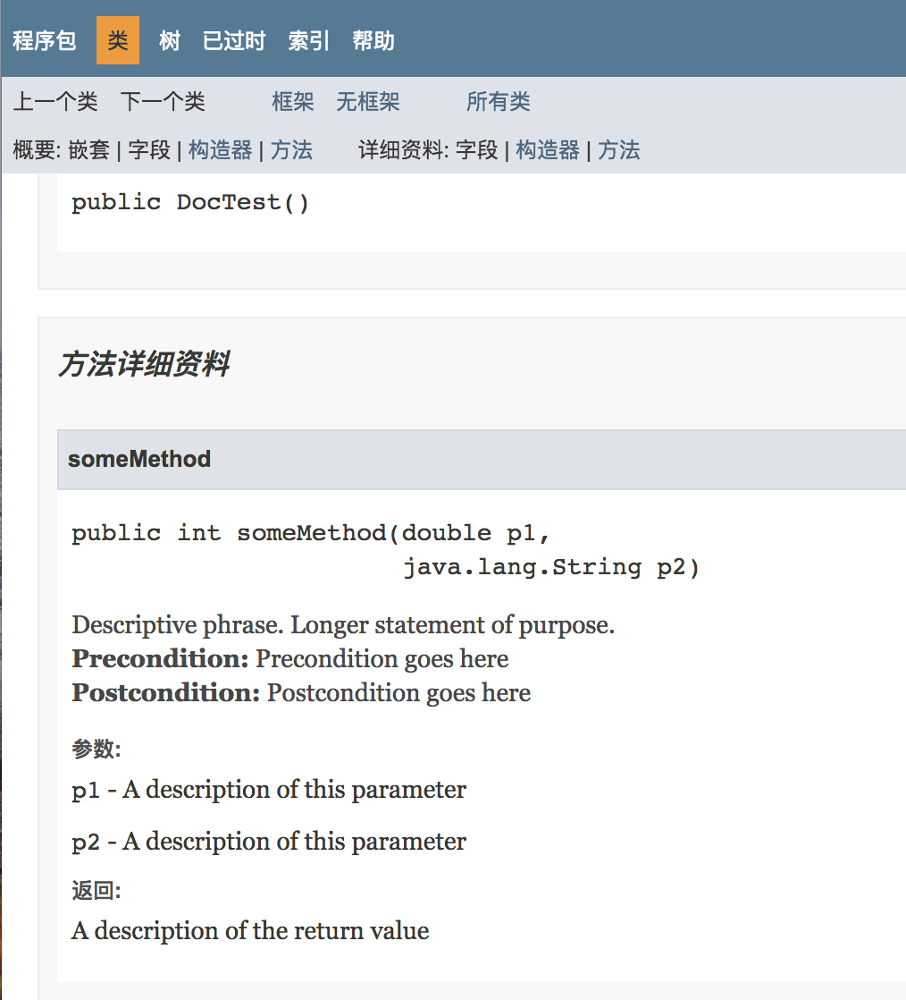 程序包 类 树 已过时 索引 帮助
上一个类 下一个类 框架 无框架 所有类
概要: 嵌套 | 字段 | 构造器 | 方法 详细资料: 字段 | 构造器 | 方法
public DocTest()
方法详细资料
someMethod
public int someMethod(double p1,
java.lang.String p2)
Descriptive phrase. Longer statement of purpose.
Precondition: Precondition goes here
Postcondition: Postcondition goes here
参数:
p1 - A description of this parameter
p2 - A description of this parameter
返回:
A description of the return value